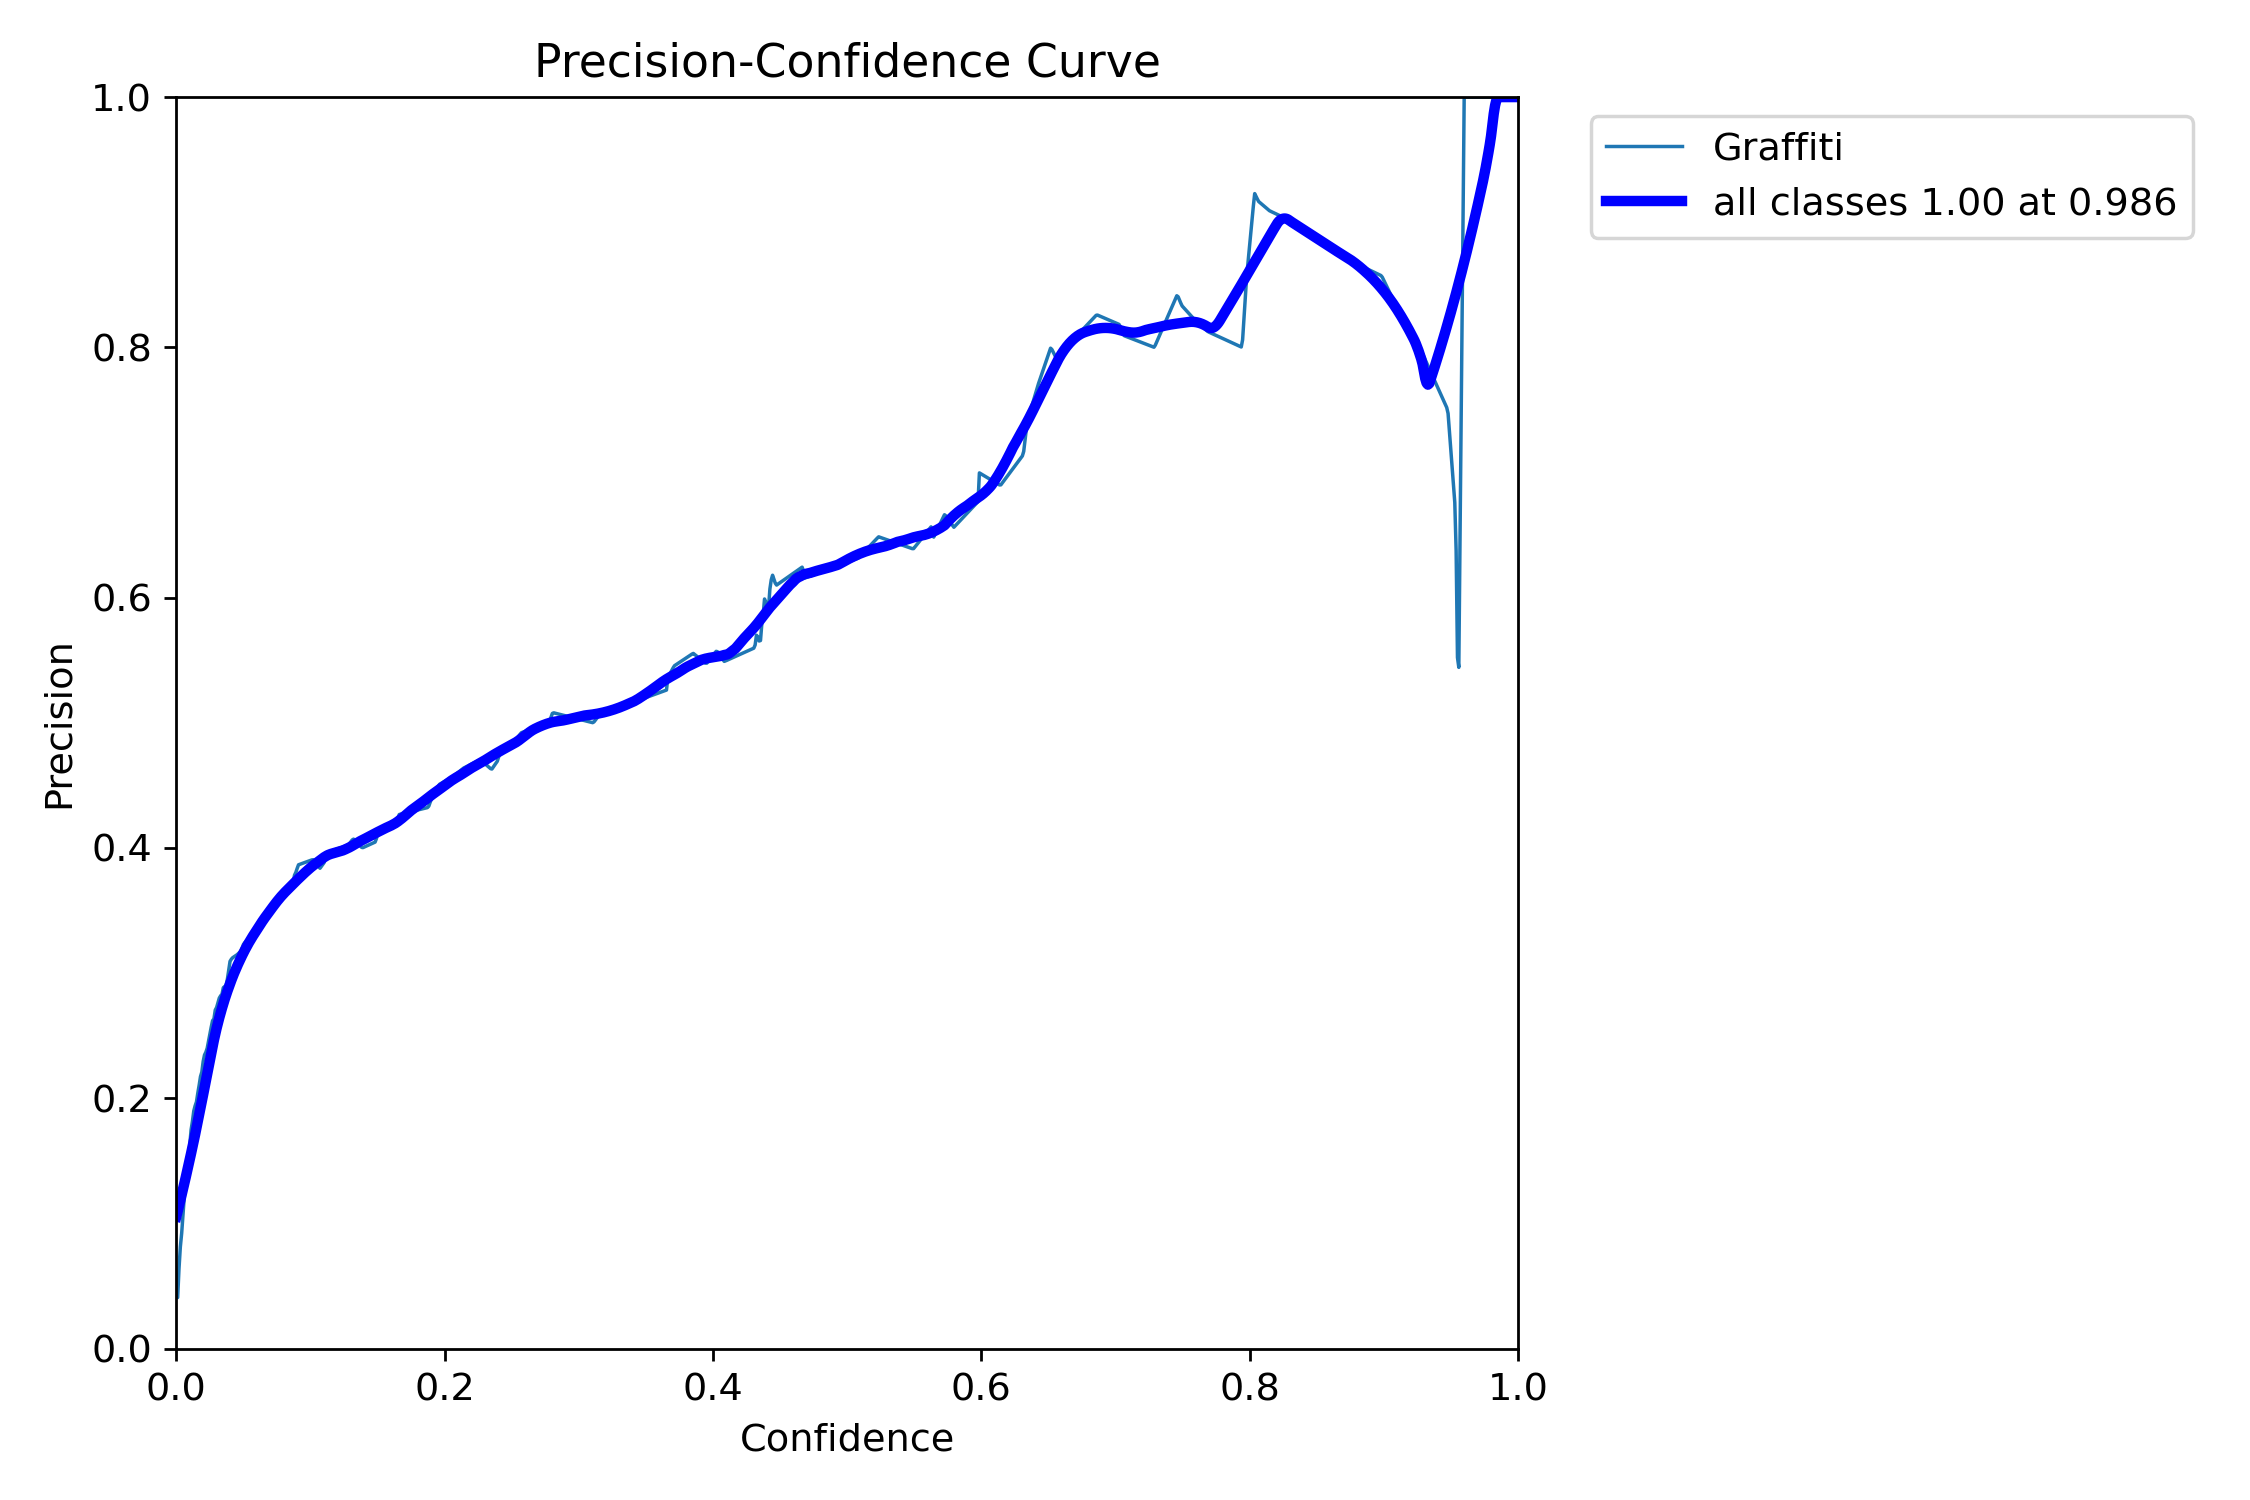 Precision-Confidence Curve
1.0
0.8
0.6
0.4
0.2
0.0
Precision
0.0 0.2 0.4 0.6 0.8 1.0
Confidence
Graffiti
all classes 1.00 at 0.986